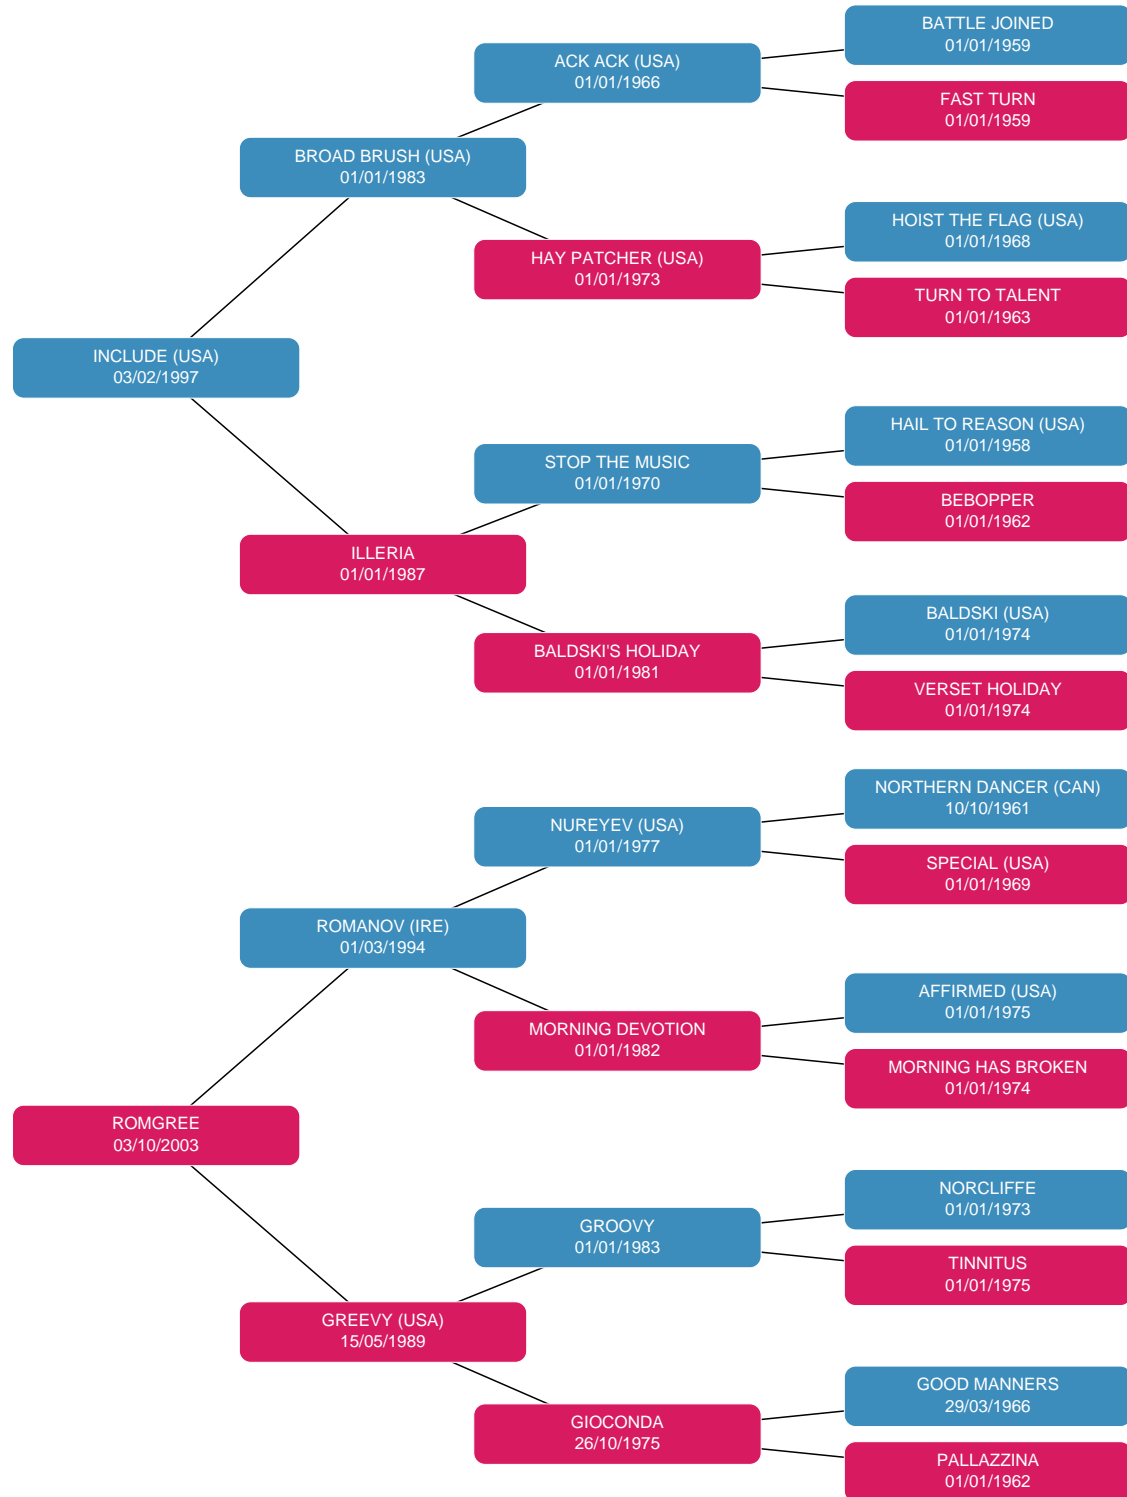 BATTLE JOINED
01/01/1959
ACK ACK (USA)
01/01/1966
FAST TURN
01/01/1959
BROAD BRUSH (USA)
01/01/1983
HOIST THE FLAG (USA)
01/01/1968
HAY PATCHER (USA)
01/01/1973
TURN TO TALENT
01/01/1963
INCLUDE (USA)
03/02/1997
HAIL TO REASON (USA)
01/01/1958
STOP THE MUSIC
01/01/1970
BEBOPPER
01/01/1962
ILLERIA
01/01/1987
BALDSKI (USA)
01/01/1974
BALDSKI'S HOLIDAY
01/01/1981
VERSET HOLIDAY
01/01/1974
NORTHERN DANCER (CAN)
10/10/1961
NUREYEV (USA)
01/01/1977
SPECIAL (USA)
01/01/1969
ROMANOV (IRE)
01/03/1994
AFFIRMED (USA)
01/01/1975
MORNING DEVOTION
01/01/1982
MORNING HAS BROKEN
01/01/1974
ROMGREE
03/10/2003
NORCLIFFE
01/01/1973
GROOVY
01/01/1983
TINNITUS
01/01/1975
GREEVY (USA)
15/05/1989
GOOD MANNERS
29/03/1966
GIOCONDA
26/10/1975
PALLAZZINA
01/01/1962